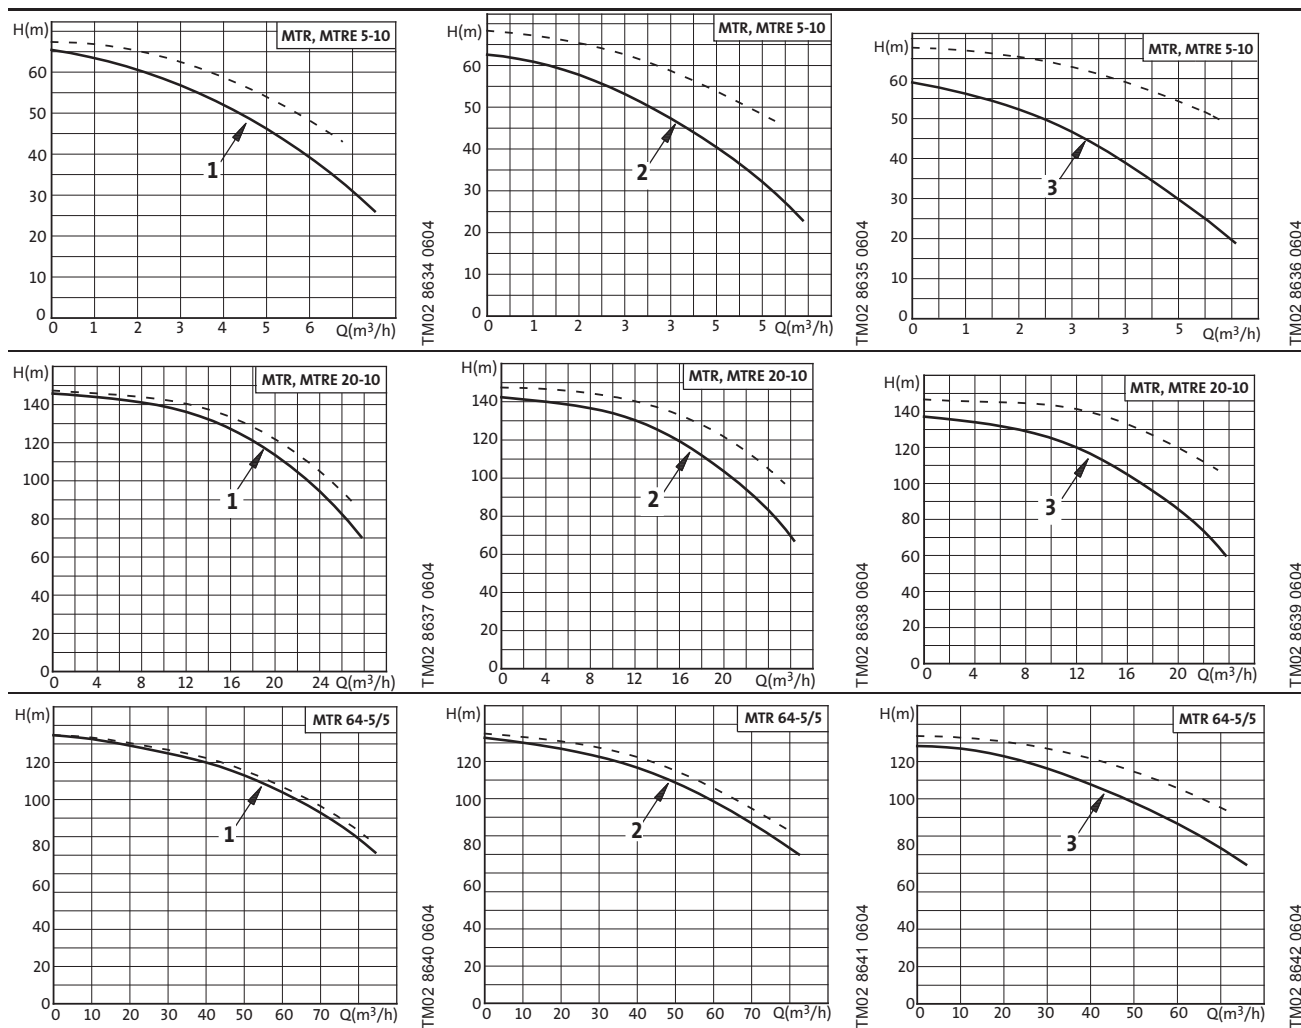 H(m)
MTR, MTRE 5-10
60
50
40
30
20
10
0
1
0 1 2 3 4 5 6 Q(m³/h)
TM02 8634 0604
H(m)
MTR, MTRE 5-10
60
50
40
30
20
10
0
2
0 1 2 3 3 5 5 Q(m³/h)
TM02 8635 0604
H(m)
MTR, MTRE 5-10
60
50
40
30
20
10
0
3
0 1 2 3 3 5 Q(m³/h)
TM02 8636 0604
H(m)
MTR, MTRE 20-10
140
120
100
80
60
40
20
0
1
0 4 8 12 16 20 24 Q(m³/h)
TM02 8637 0604
H(m)
MTR, MTRE 20-10
140
120
100
80
60
40
20
0
2
0 4 8 12 16 20 Q(m³/h)
TM02 8638 0604
H(m)
MTR, MTRE 20-10
140
120
100
80
60
40
20
0
3
0 4 8 12 16 20 Q(m³/h)
TM02 8639 0604
H(m)
MTR 64-5/5
120
100
80
60
40
20
0
1
0 10 20 30 40 50 60 70 Q(m³/h)
TM02 8640 0604
H(m)
MTR 64-5/5
120
100
80
60
40
20
0
2
0 10 20 30 40 50 60 70 Q(m³/h)
TM02 8641 0604
H(m)
MTR 64-5/5
120
100
80
60
40
20
0
3
0 10 20 30 40 50 60 Q(m³/h)
TM02 8642 0604